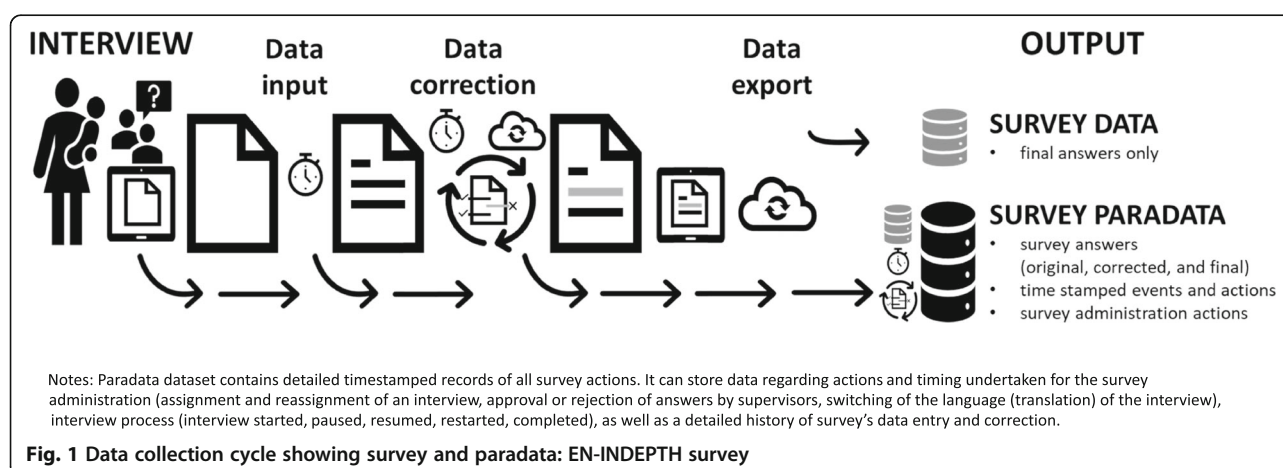 INTERVIEW
Data
input
Data
correction
Data
export
OUTPUT
?
SURVEY DATA
• final answers only
SURVEY PARADATA
• survey answers
(original, corrected, and final)
• time stamped events and actions
• survey administration actions
Notes: Paradata dataset contains detailed timestamped records of all survey actions. It can store data regarding actions and timing undertaken for the survey
administration (assignment and reassignment of an interview, approval or rejection of answers by supervisors, switching of the language (translation) of the interview),
interview process (interview started, paused, resumed, restarted, completed), as well as a detailed history of survey’s data entry and correction.
Fig. 1 Data collection cycle showing survey and paradata: EN-INDEPTH survey